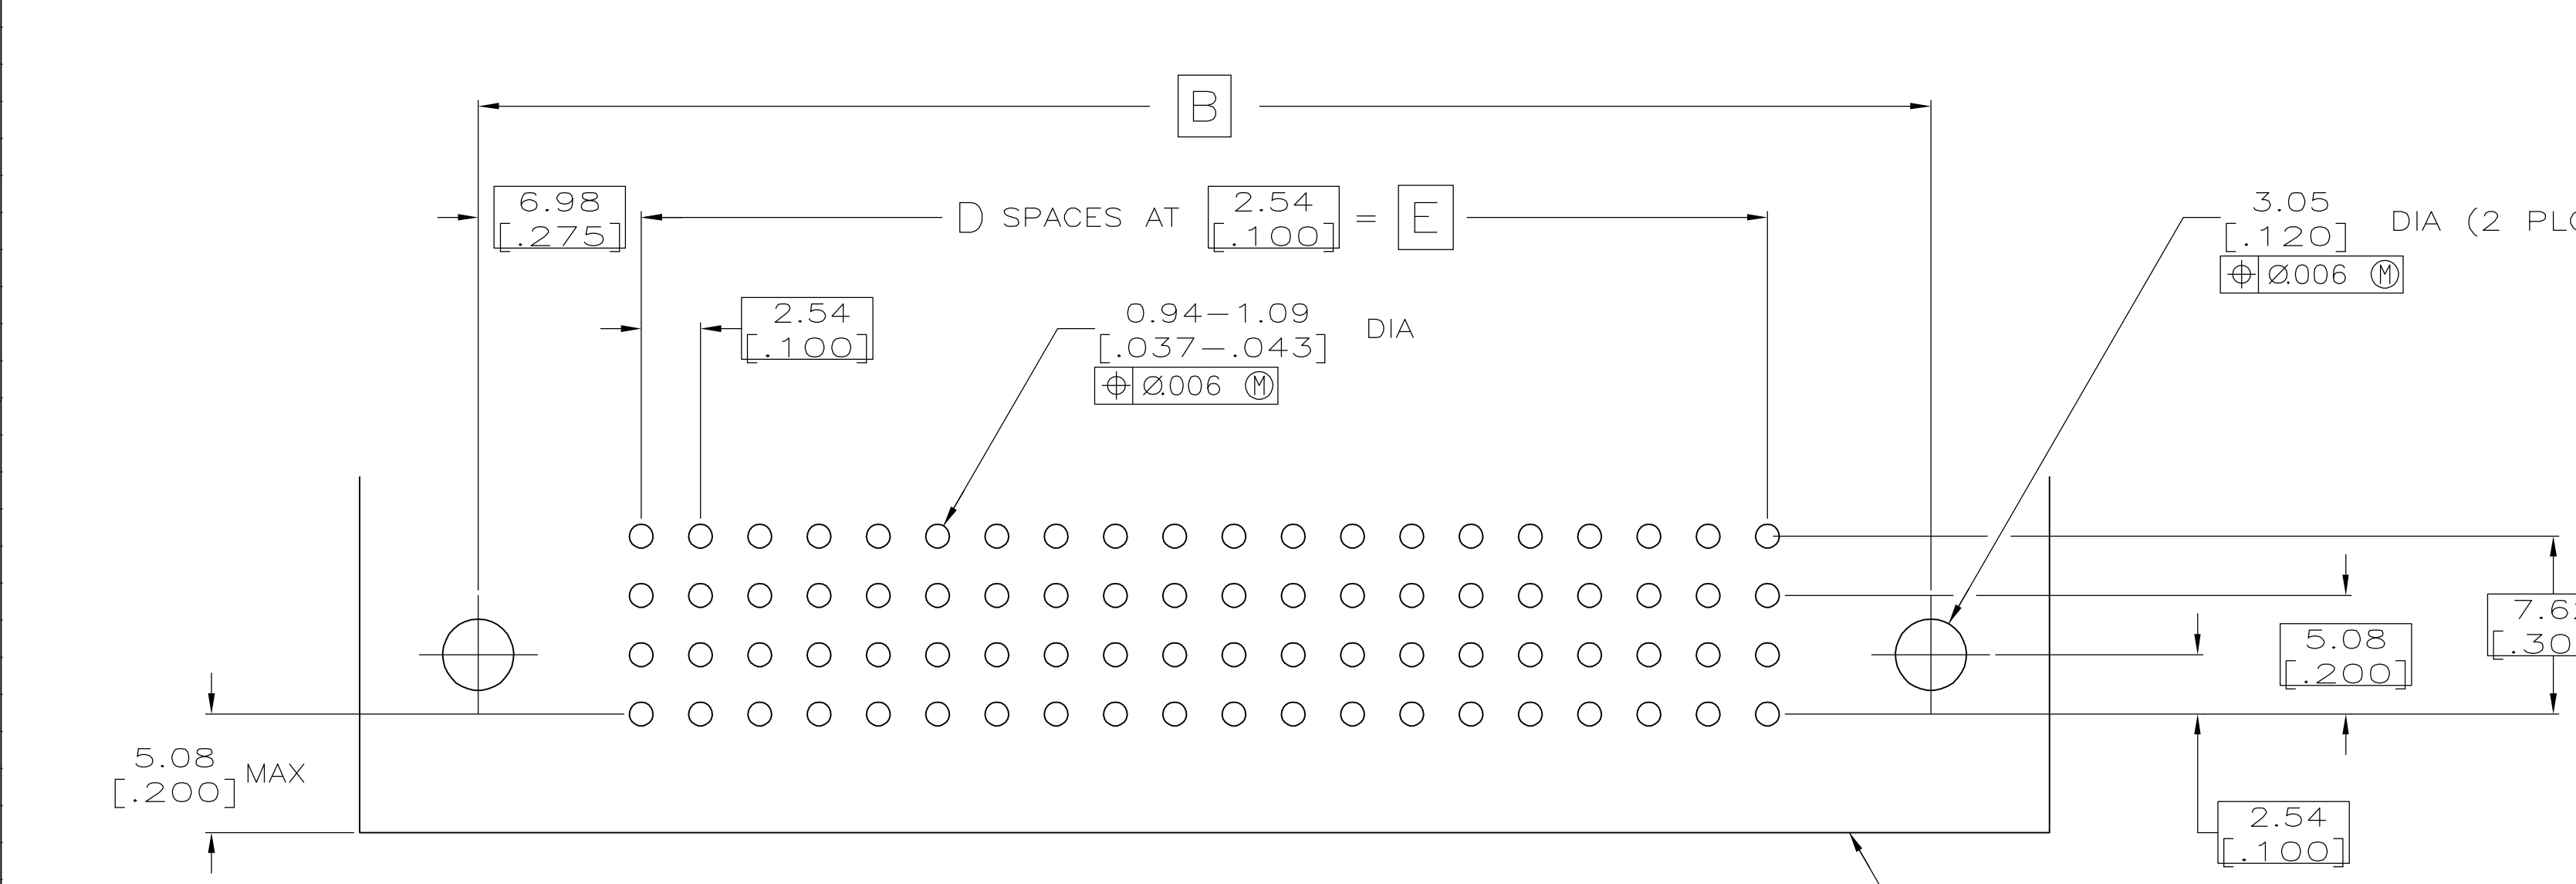 B
6.98
[.275]
D SPACES AT
2.54
[.100]
= E
3.05
[.120]
DIA (2
⌖ Ø.006 Ⓜ
2.54
[.100]
0.94-1.09
[.037-.043]
DIA
⌖ Ø.006 Ⓜ
5.08
[.200]
5.08
[.200]
MAX
2.54
[.100]